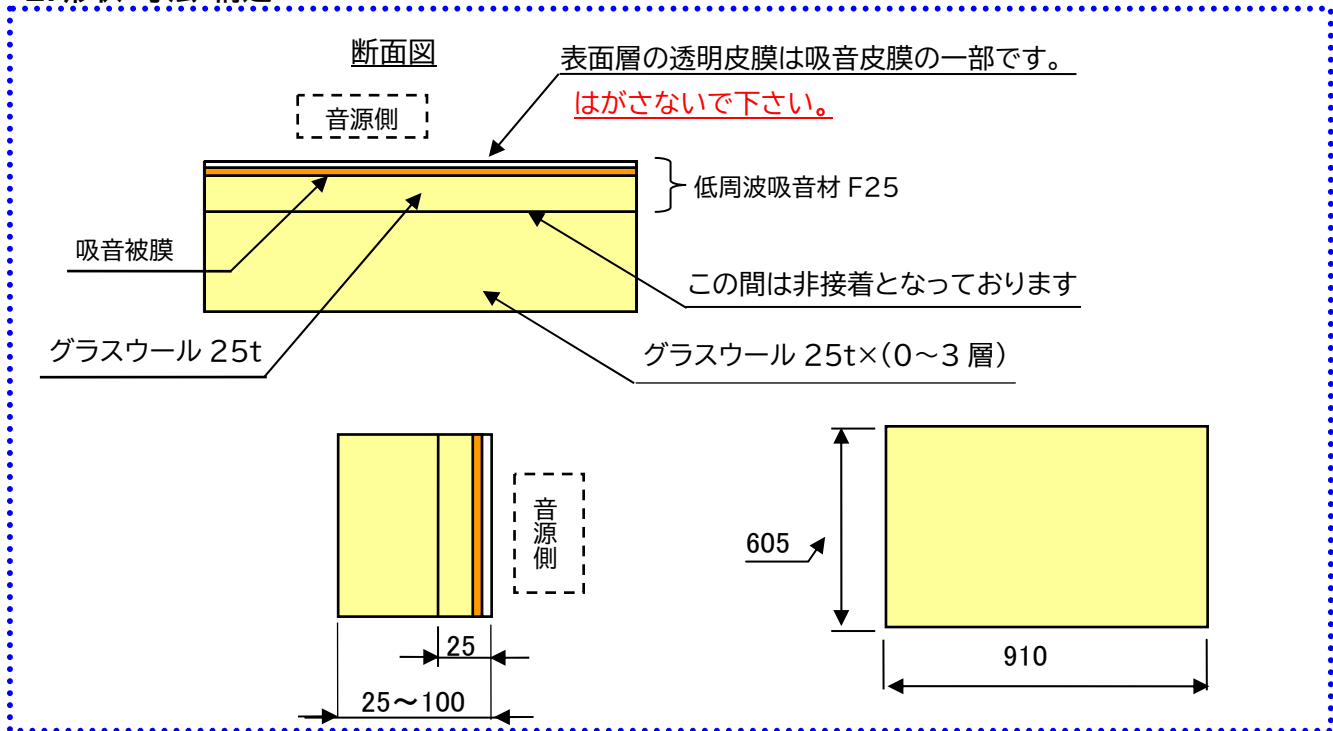 断面図
表面層の透明皮膜は吸音皮膜の一部です。
はがさないで下さい。
音源側
低周波吸音材 F25
吸音被膜
この間は非接着となっております
グラスウール 25t
グラスウール 25t×(0～3 層)
音源側
605
25
910
25～100